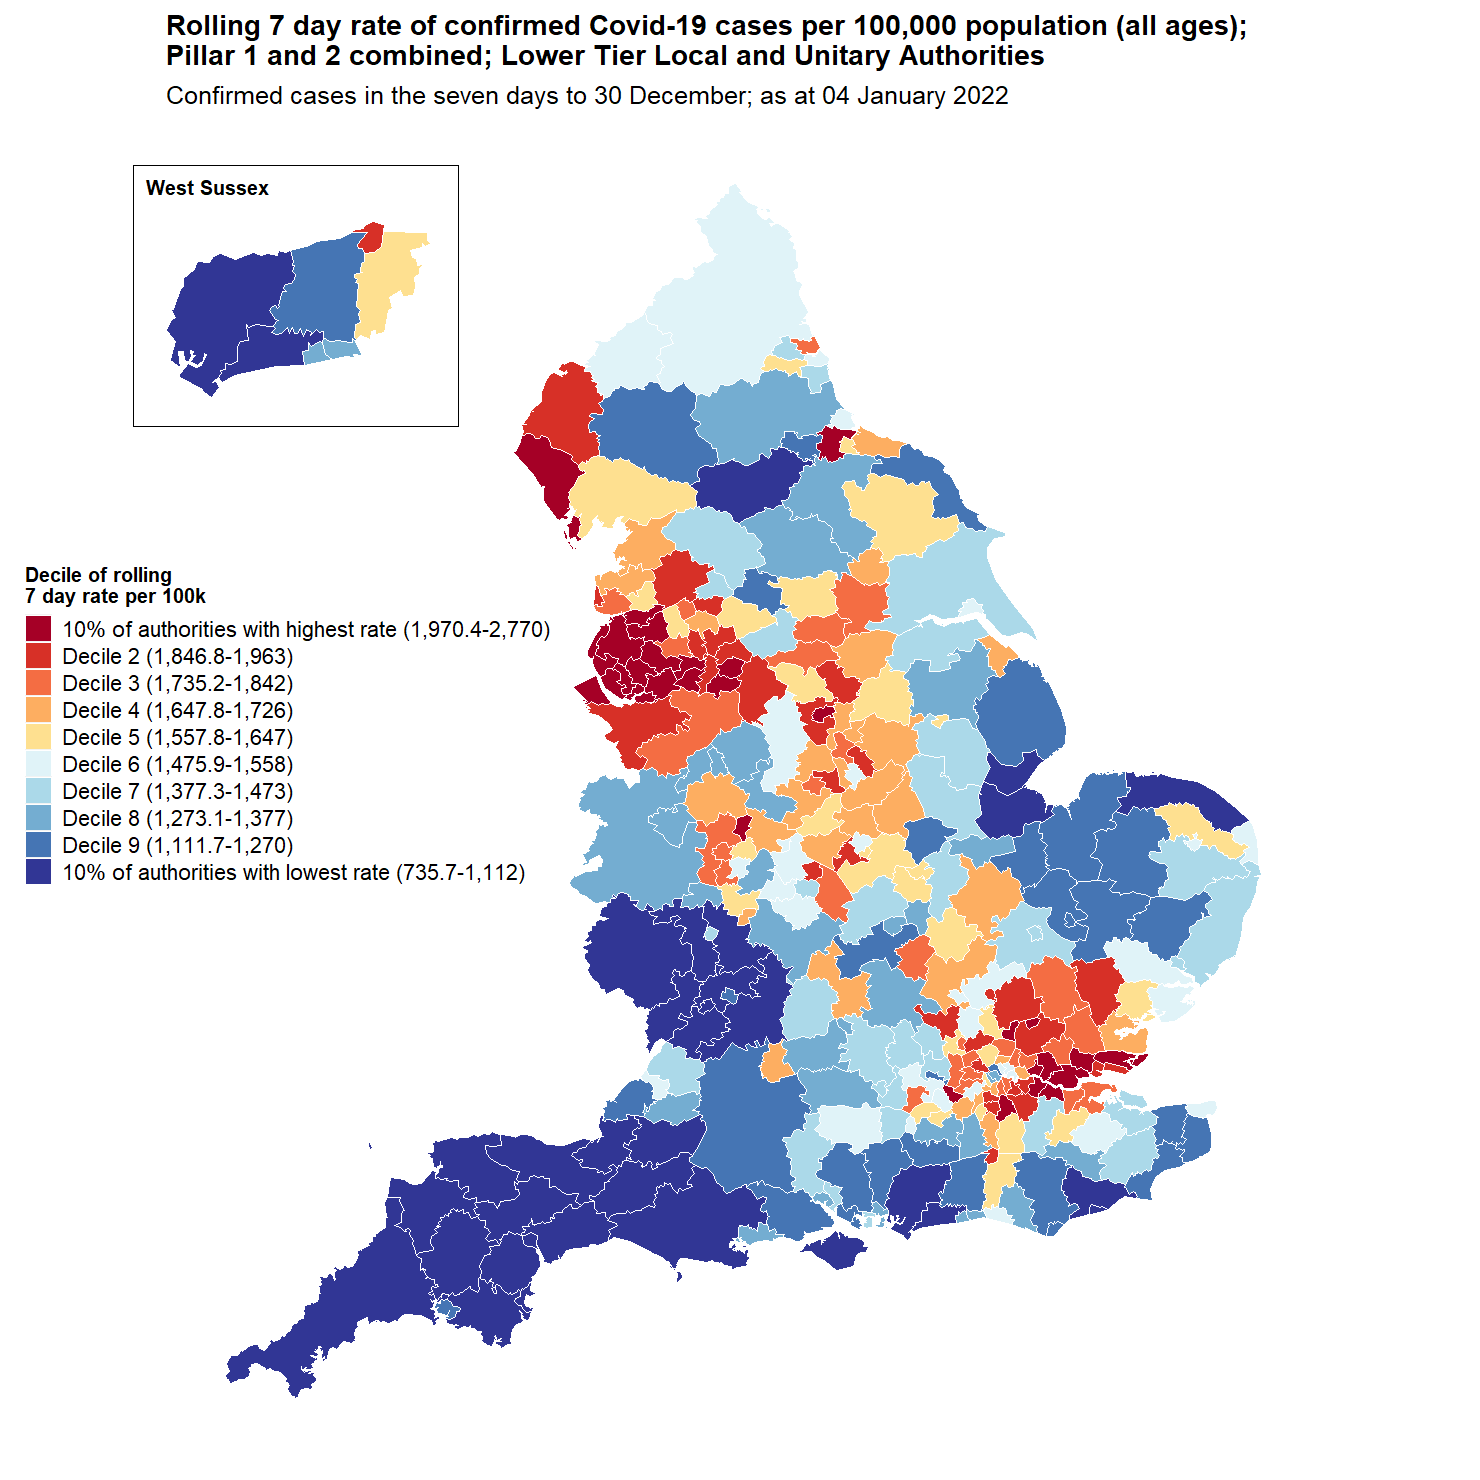 Rolling 7 day rate of confirmed Covid-19 cases per 100,000 population (all ages);
Pillar 1 and 2 combined; Lower Tier Local and Unitary Authorities
Confirmed cases in the seven days to 30 December; as at 04 January 2022
West Sussex
Decile of rolling
7 day rate per 100k
10% of authorities with highest rate (1,970.4-2,770)
Decile 2 (1,846.8-1,963)
Decile 3 (1,735.2-1,842)
Decile 4 (1,647.8-1,726)
Decile 5 (1,557.8-1,647)
Decile 6 (1,475.9-1,558)
Decile 7 (1,377.3-1,473)
Decile 8 (1,273.1-1,377)
Decile 9 (1,111.7-1,270)
10% of authorities with lowest rate (735.7-1,112)